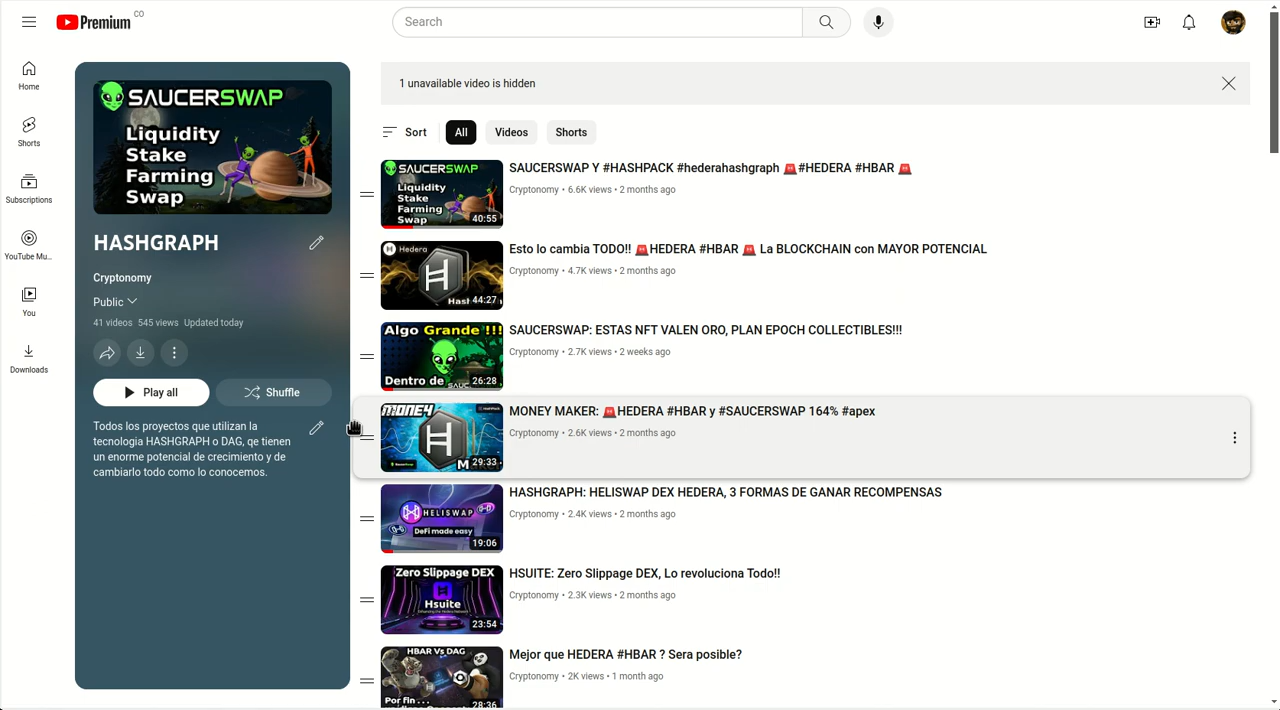 Premium CO
Search
Home
Shorts
Subscriptions
YouTube Mu...
You
Downloads
SAUCERSWAP
Liquidity
Stake
Farming
Swap
HASHGRAPH
Cryptonomy
Public
41 videos 545 views Updated today
Play all
Shuffle
Todos los proyectos que utilizan la
tecnologia HASHGRAPH o DAG, qe tienen
un enorme potencial de crecimiento y de
cambiarlo todo como lo conocemos.
1 unavailable video is hidden
Sort
All
Videos
Shorts
SAUCERSWAP
Liquidity
Stake
Farming
Swap
40:55
SAUCERSWAP Y #HASHPACK #hederahashgraph 🚨#HEDERA #HBAR 🚨
Cryptonomy • 6.6K views • 2 months ago
Hedera
44:27
Esto lo cambia TODO!! 🚨HEDERA #HBAR 🚨 La BLOCKCHAIN con MAYOR POTENCIAL
Cryptonomy • 4.7K views • 2 months ago
Algo Grande !!!
Dentro de
26:28
SAUCERSWAP: ESTAS NFT VALEN ORO, PLAN EPOCH COLLECTIBLES!!!
Cryptonomy • 2.7K views • 2 weeks ago
MONEY
29:33
MONEY MAKER: 🚨HEDERA #HBAR y #SAUCERSWAP 164% #apex
Cryptonomy • 2.6K views • 2 months ago
HELISWAP
DeFi made easy
19:06
HASHGRAPH: HELISWAP DEX HEDERA, 3 FORMAS DE GANAR RECOMPENSAS
Cryptonomy • 2.4K views • 2 months ago
Zero Slippage DEX
Hsuite
23:54
HSUITE: Zero Slippage DEX, Lo revoluciona Todo!!
Cryptonomy • 2.3K views • 2 months ago
HBAR Vs DAG
Por fin ...
28:36
Mejor que HEDERA #HBAR ? Sera posible?
Cryptonomy • 2K views • 1 month ago